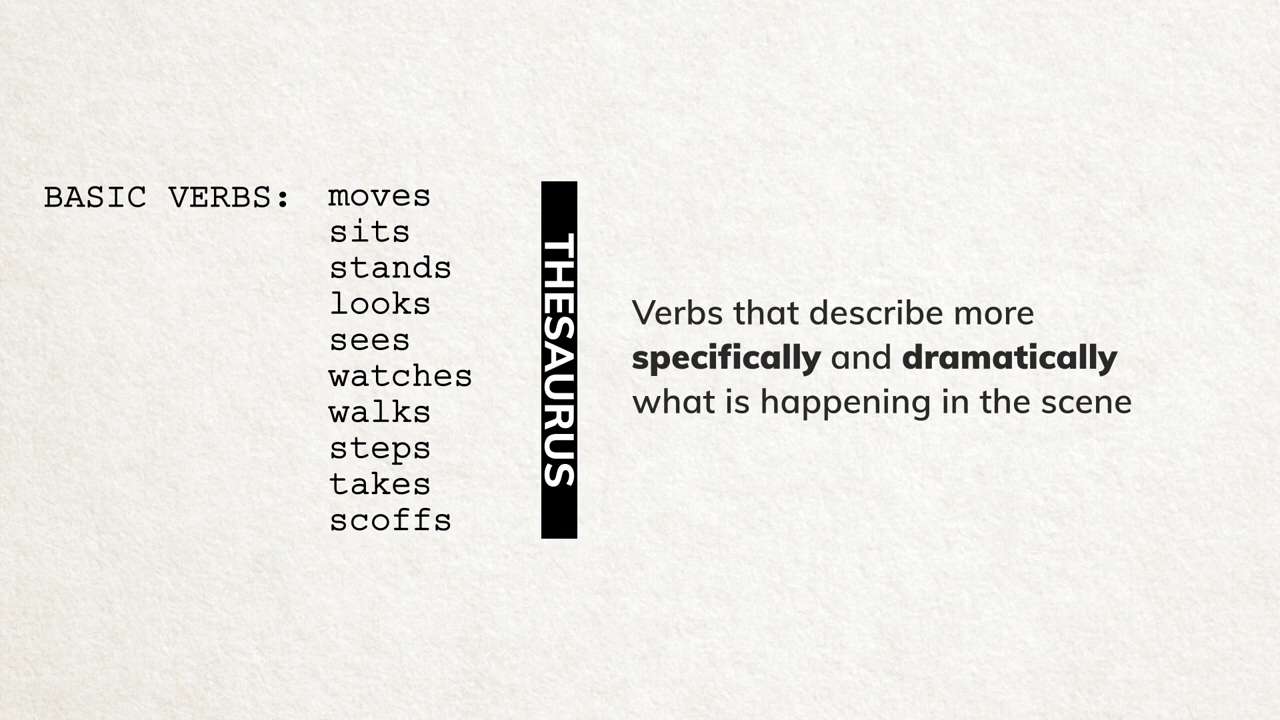 BASIC VERBS: moves
sits
stands
looks
sees
watches
walks
steps
takes
scoffs
THESAURUS
Verbs that describe more
specifically and dramatically
what is happening in the scene